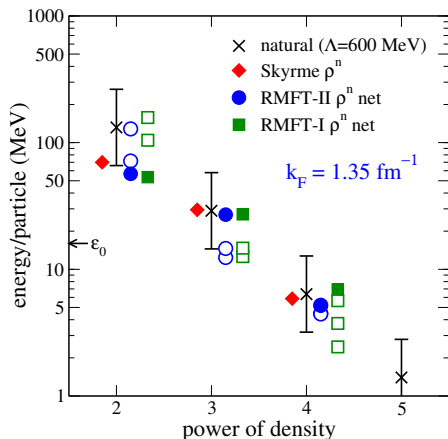 1000
natural (Λ=600 MeV)
Skyrme ρⁿ
RMFT-II ρⁿ net
RMFT-I ρⁿ net
k_F = 1.35 fm⁻¹
100
50
ε₀
10
5
1
2 3 4 5
energy/particle (MeV)
power of density